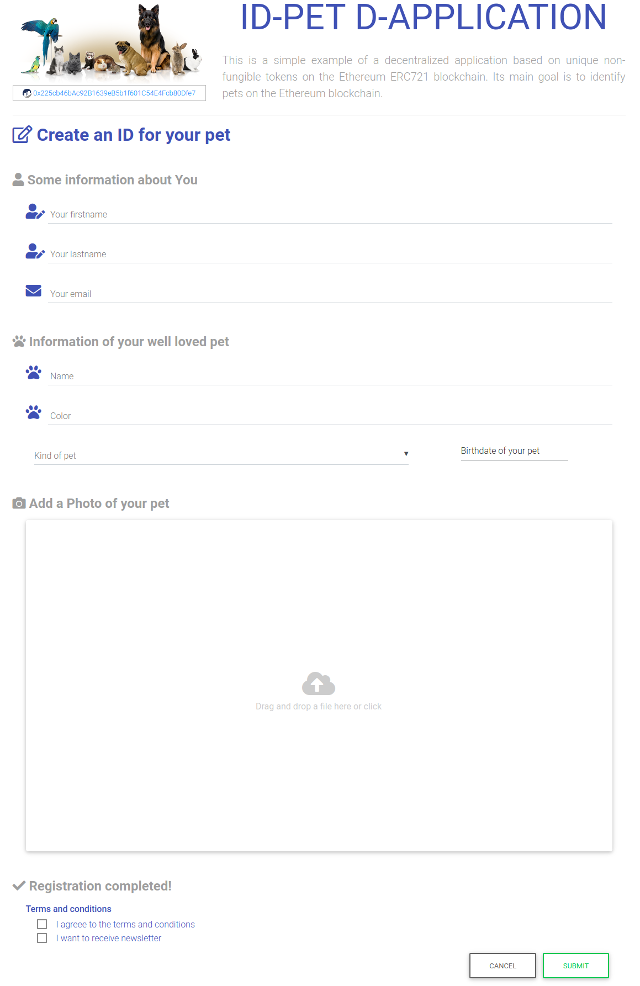 ID-PET D-APPLICATION
This is a simple example of a decentralized application based on unique non-
fungible tokens on the Ethereum ERC721 blockchain. Its main goal is to identify
pets on the Ethereum blockchain.
Create an ID for your pet
Some information about You
Your firstname
Your lastname
Your email
Information of your well loved pet
Name
Color
Kind of pet
Birthdate of your pet
Add a Photo of your pet
Drag and drop a file here or click
Registration completed!
Terms and conditions
I agreee to the terms and conditions
I want to receive newsletter
CANCEL
SUBMIT